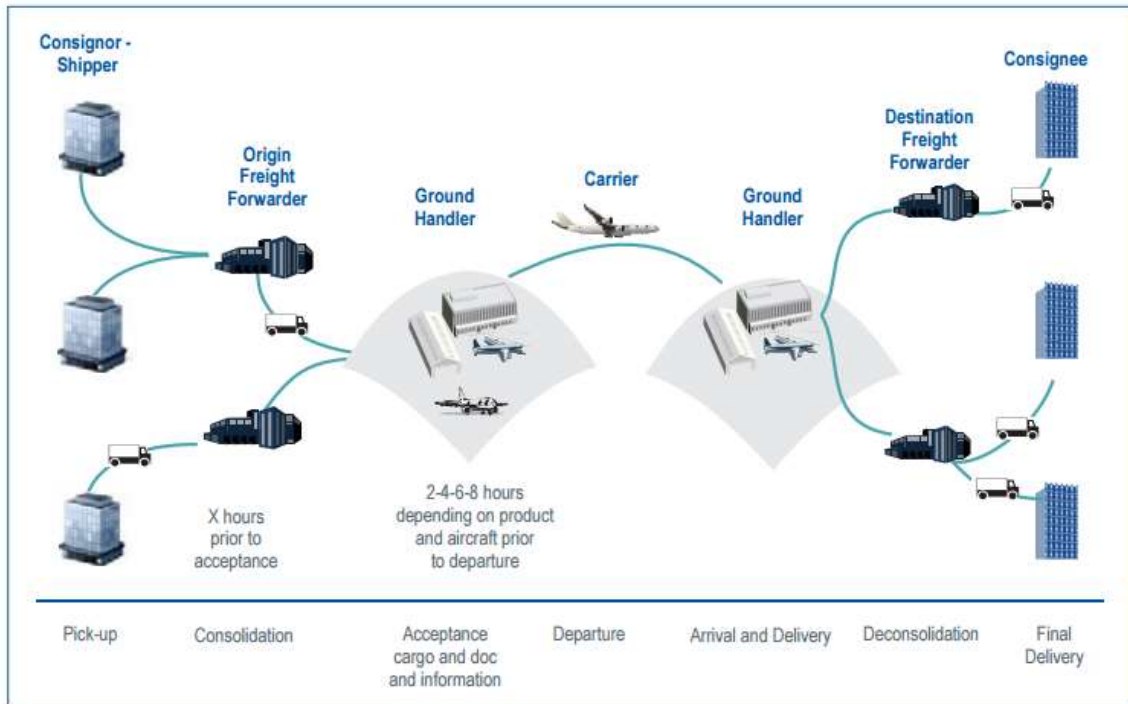 Consignor -
Shipper
Consignee
Destination
Freight
Forwarder
Origin
Freight
Forwarder
Carrier
Ground
Handler
Ground
Handler
X hours
prior to
acceptance
2-4-6-8 hours
depending on product
and aircraft prior
to departure
Pick-up
Consolidation
Acceptance
cargo and doc
and information
Departure
Arrival and Delivery
Deconsolidation
Final
Delivery